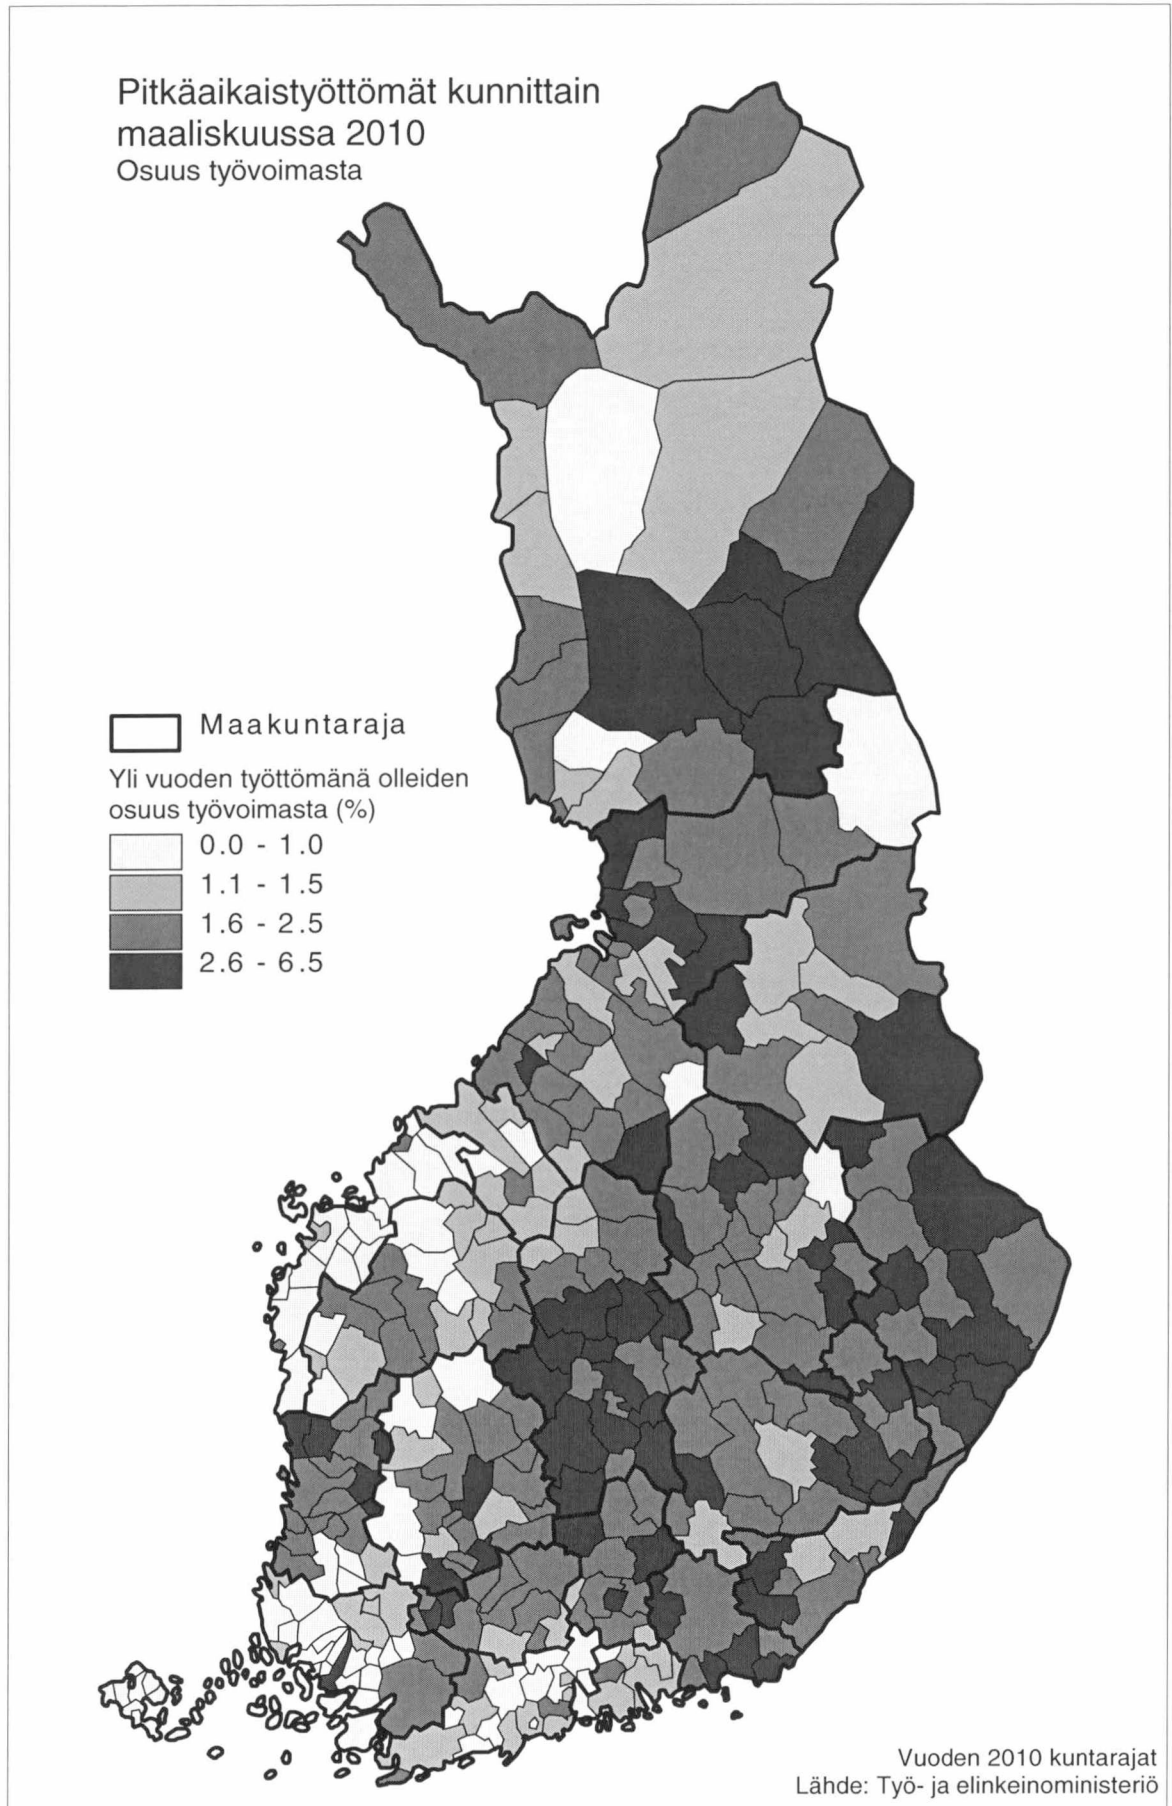 Pitkäaikaistyöttömät kunnittain
maaliskuussa 2010
Osuus työvoimasta
Maakuntaraja
Yli vuoden työttömänä olleiden
osuus työvoimasta (%)
0.0 - 1.0
1.1 - 1.5
1.6 - 2.5
2.6 - 6.5
Vuoden 2010 kuntarajat
Lähde: Työ- ja elinkeinoministeriö